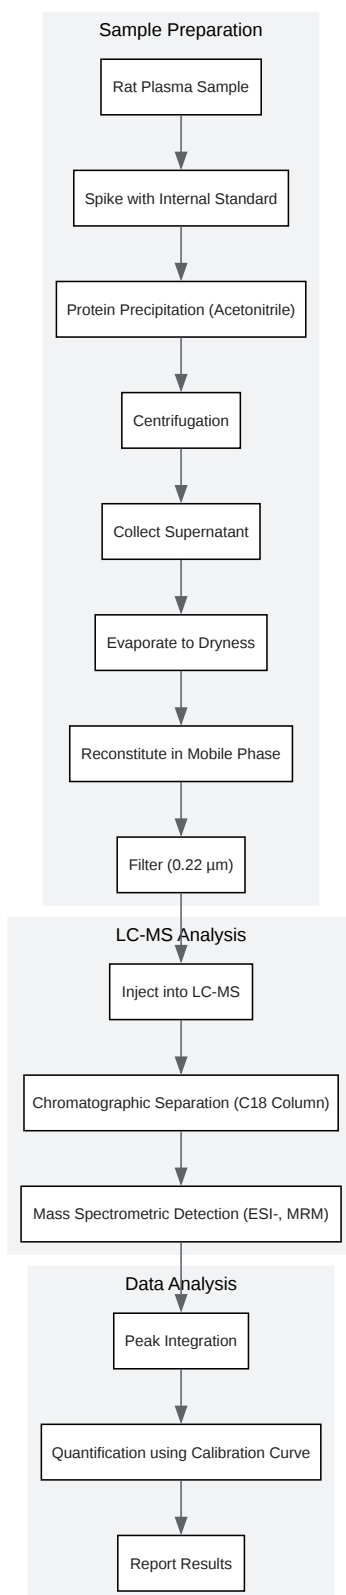 Sample Preparation
Rat Plasma Sample
Spike with Internal Standard
Protein Precipitation (Acetonitrile)
Centrifugation
Collect Supernatant
Evaporate to Dryness
Reconstitute in Mobile Phase
Filter (0.22 µm)
LC-MS Analysis
Inject into LC-MS
Chromatographic Separation (C18 Column)
Mass Spectrometric Detection (ESI-, MRM)
Data Analysis
Peak Integration
Quantification using Calibration Curve
Report Results